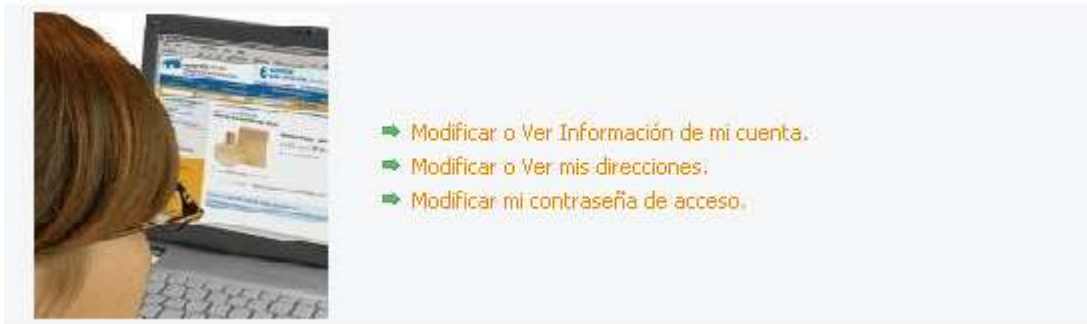 Modificar o Ver Información de mi cuenta.
Modificar o Ver mis direcciones.
Modificar mi contraseña de acceso.